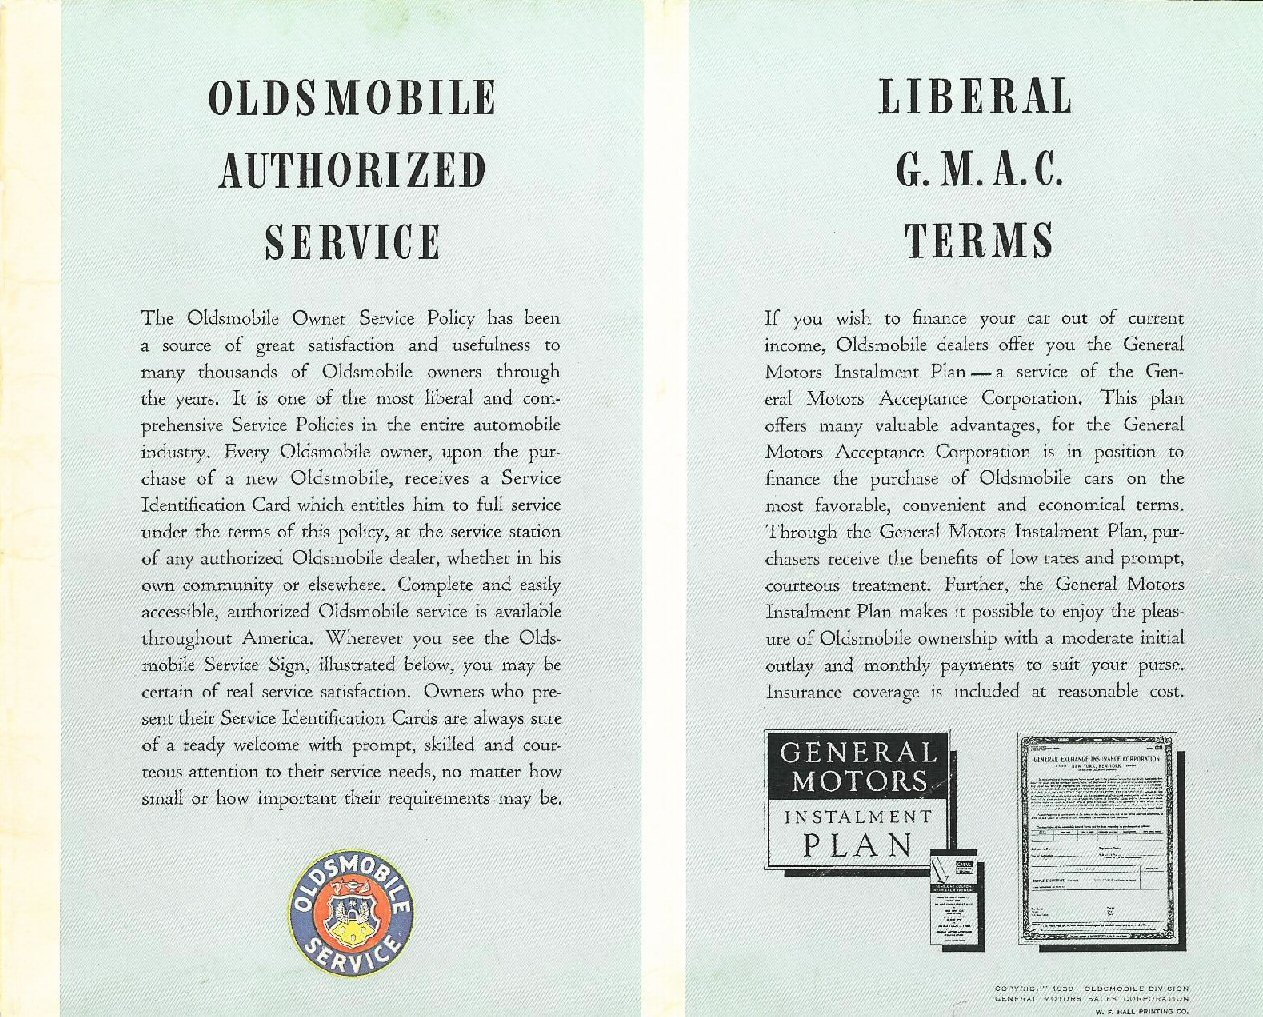 OLDSMOBILE
AUTHORIZED
SERVICE
The Oldsmobile Owner Service Policy has been
a source of great satisfaction and usefulness to
many thousands of Oldsmobile owners through
the years. It is one of the most liberal and com-
prehensive Service Policies in the entire automobile
industry. Every Oldsmobile owner, upon the pur-
chase of a new Oldsmobile, receives a Service
Identification Card which entitles him to full service
under the terms of this policy, at the service station
of any authorized Oldsmobile dealer, whether in his
own community or elsewhere. Complete and easily
accessible, authorized Oldsmobile service is available
throughout America. Wherever you see the Olds-
mobile Service Sign, illustrated below, you may be
certain of real service satisfaction. Owners who pre-
sent their Service Identification Cards are always sure
of a ready welcome with prompt, skilled and cour-
teous attention to their service needs, no matter how
small or how important their requirements may be.
OLDSMOBILE
SERVICE
LIBERAL
G.M.A.C.
TERMS
If you wish to finance your car out of current
income, Oldsmobile dealers offer you the General
Motors Instalment Plan — a service of the Gen-
eral Motors Acceptance Corporation. This plan
offers many valuable advantages, for the General
Motors Acceptance Corporation is in position to
finance the purchase of Oldsmobile cars on the
most favorable, convenient and economical terms.
Through the General Motors Instalment Plan, pur-
chasers receive the benefits of low rates and prompt,
courteous treatment. Further, the General Motors
Instalment Plan makes it possible to enjoy the pleas-
ure of Oldsmobile ownership with a moderate initial
outlay and monthly payments to suit your purse.
Insurance coverage is included at reasonable cost.
GENERAL
MOTORS
INSTALMENT
PLAN
GENERAL EXCHANGE INSURANCE CORPORATION
COPYRIGHT OLDSMOBILE DIVISION
GENERAL MOTORS SALES CORPORATION
W. F. HALL PRINTING CO.